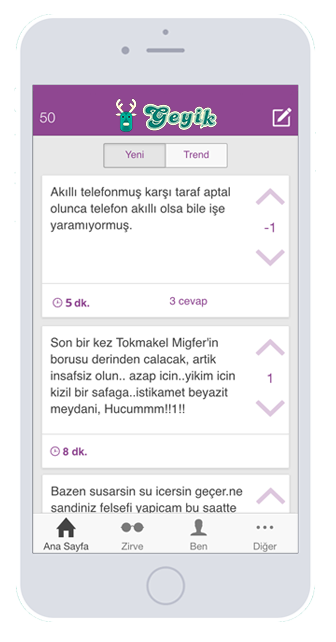 50 Geyik
Yeni Trend
Akıllı telefonmuş karşı taraf aptal
olunca telefon akıllı olsa bile işe
yaramıyormuş.
-1
5 dk. 3 cevap
Son bir kez Tokmakel Migfer'in
borusu derinden calacak, artik
insafsiz olun.. azap icin..yikim icin
kizil bir safaga..istikamet beyazit
meydani, Hucummm!!1!!
1
8 dk.
Bazen susarsin su icersin geçer.ne
sandiniz felsefi yapicam bu saatte
Ana Sayfa Zirve Ben Diğer